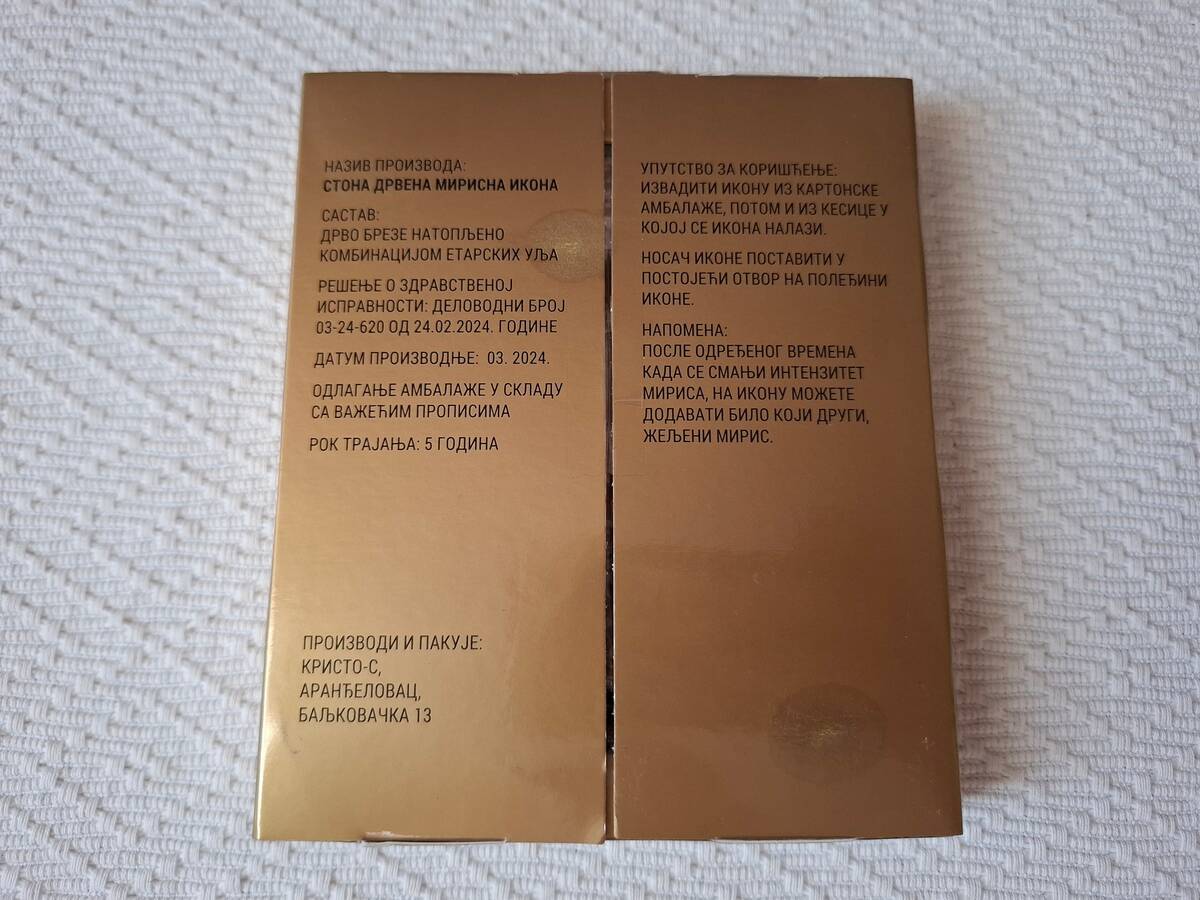 НАЗИВ ПРОИЗВОДА:
СТОНА ДРВЕНА МИРИСНА ИКОНА
САСТАВ:
ДРВО БРЕЗЕ НАТОПЉЕНО
КОМБИНАЦИЈОМ ЕТАРСКИХ УЉА
РЕШЕЊЕ О ЗДРАВСТВЕНОЈ
ИСПРАВНОСТИ: ДЕЛОВОДНИ БРОЈ
03-24-620 ОД 24.02.2024. ГОДИНЕ
ДАТУМ ПРОИЗВОДЊЕ: 03. 2024.
ОДЛАГАЊЕ АМБАЛАЖЕ У СКЛАДУ
СА ВАЖЕЋИМ ПРОПИСИМА
РОК ТРАЈАЊА: 5 ГОДИНА
ПРОИЗВОДИ И ПАКУЈЕ:
КРИСТО-С,
АРАНЂЕЛОВАЦ,
БАЉКОВАЧКА 13
УПУТСТВО ЗА КОРИШЋЕЊЕ:
ИЗВАДИТИ ИКОНУ ИЗ КАРТОНСКЕ
АМБАЛАЖЕ, ПОТОМ И ИЗ КЕСИЦЕ У
КОЈОЈ СЕ ИКОНА НАЛАЗИ.
НОСАЧ ИКОНЕ ПОСТАВИТИ У
ПОСТОЈЕЋИ ОТВОР НА ПОЛЕЂИНИ
ИКОНЕ.
НАПОМЕНА:
ПОСЛЕ ОДРЕЂЕНОГ ВРЕМЕНА
КАДА СЕ СМАЊИ ИНТЕНЗИТЕТ
МИРИСА, НА ИКОНУ МОЖЕТЕ
ДОДАВАТИ БИЛО КОЈИ ДРУГИ,
ЖЕЉЕНИ МИРИС.